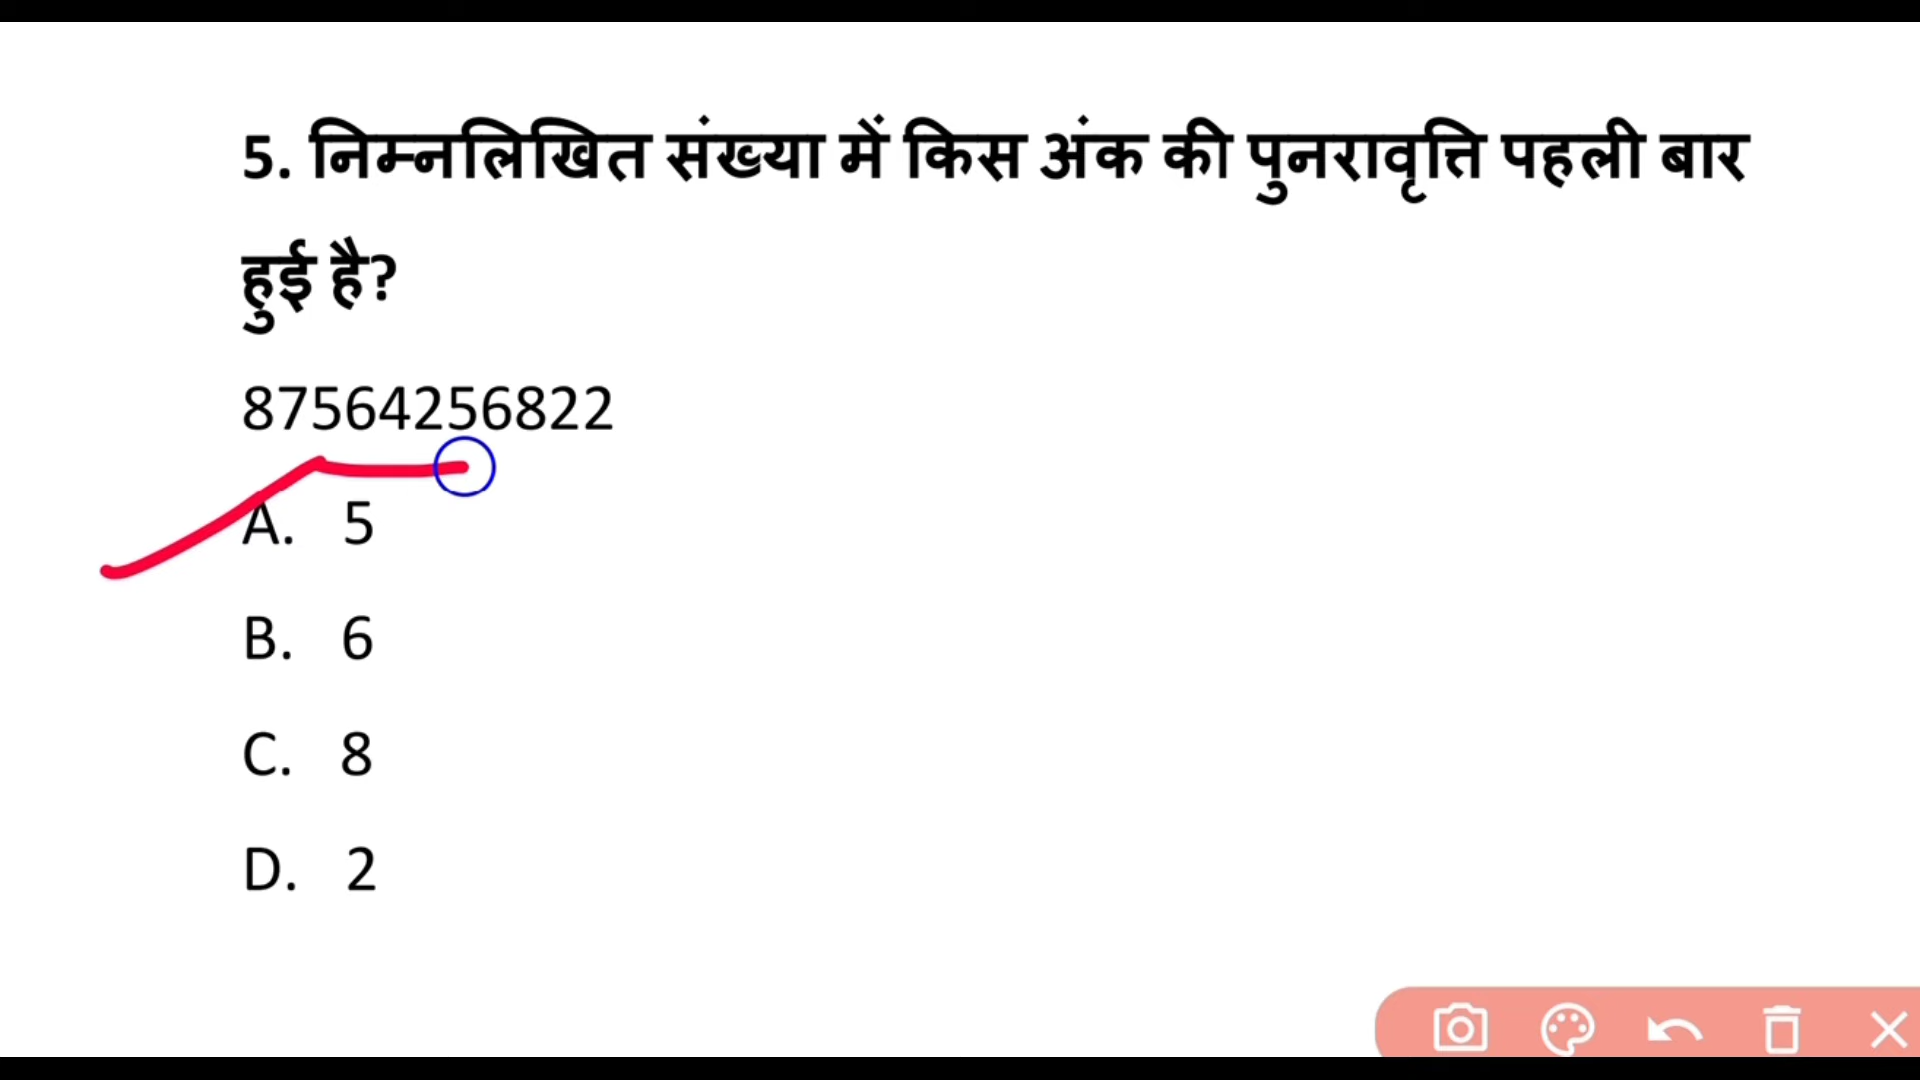 5. निम्नलिखित संख्या में किस अंक की पुनरावृत्ति पहली बार
हुई है?
87564256822
A. 5
B. 6
C. 8
D. 2